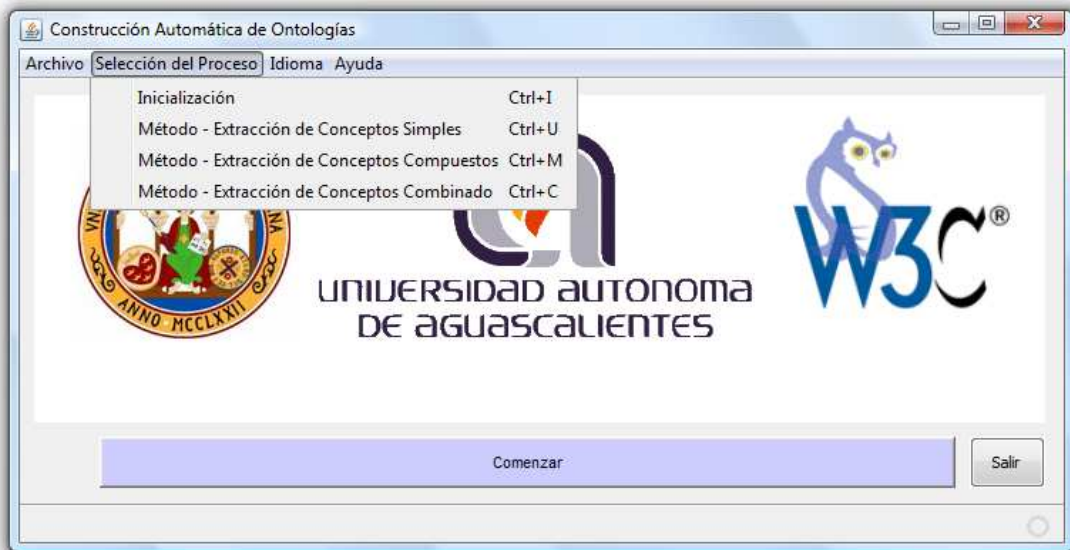 Construcción Automática de Ontologías
Archivo Selección del Proceso Idioma Ayuda
Inicialización Ctrl+I
Método - Extracción de Conceptos Simples Ctrl+U
Método - Extracción de Conceptos Compuestos Ctrl+M
Método - Extracción de Conceptos Combinado Ctrl+C
ANNO MCCLXXII
UNIVERSIDAD AUTONOMA
DE AGUASCALIENTES
W3C®
Comenzar
Salir